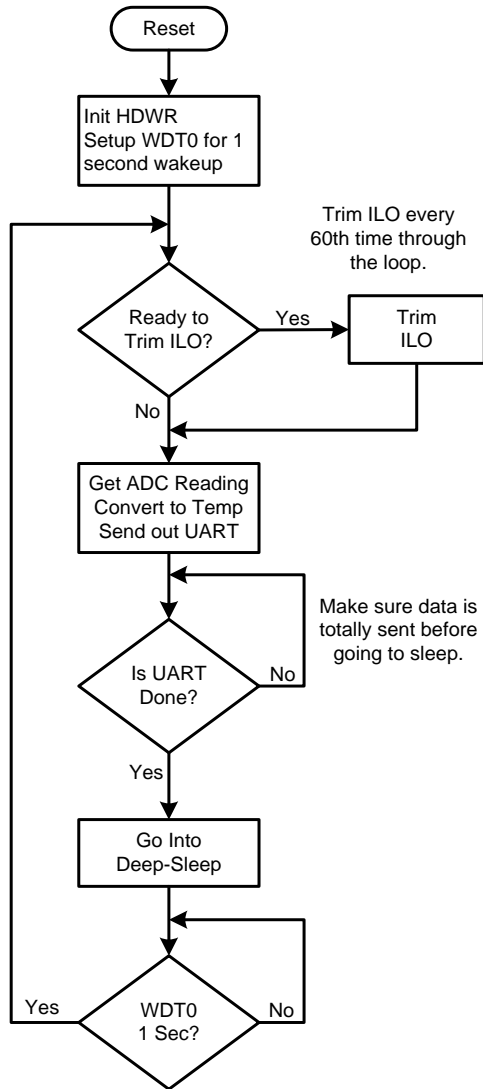 Reset
Init HDWR
Setup WDT0 for 1
second wakeup
Trim ILO every
60th time through
the loop.
Ready to
Trim ILO?
Yes
Trim
ILO
No
Get ADC Reading
Convert to Temp
Send out UART
Make sure data is
totally sent before
going to sleep.
Is UART
Done?
No
Yes
Go Into
Deep-Sleep
WDT0
1 Sec?
Yes
No